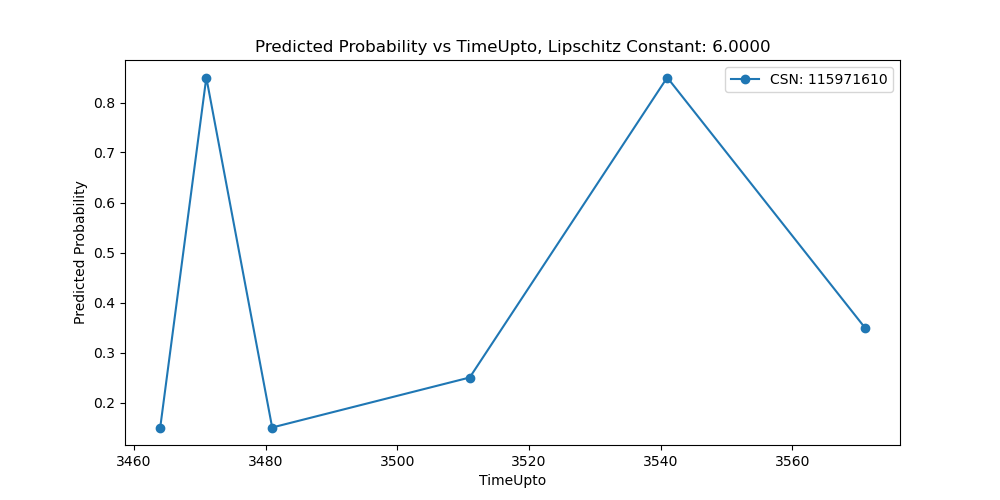 Predicted Probability vs TimeUpto, Lipschitz Constant: 6.0000
CSN: 115971610
Predicted Probability
0.8
0.7
0.6
0.5
0.4
0.3
0.2
3460 3480 3500 3520 3540 3560
TimeUpto